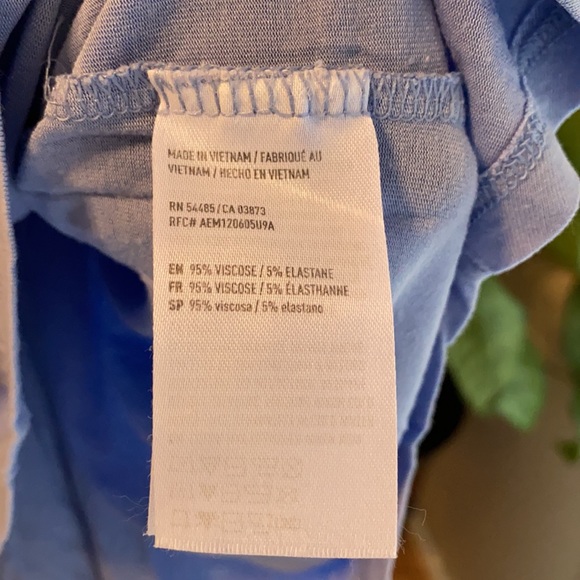 MADE IN VIETNAM / FABRIQUÉ AU
VIETNAM / HECHO EN VIETNAM
RN 54485 / CA 03873
RFC# AEM120605U9A
EN 95% VISCOSE / 5% ELASTANE
FR 95% VISCOSE / 5% ÉLASTHANNE
SP 95% viscosa / 5% elastano